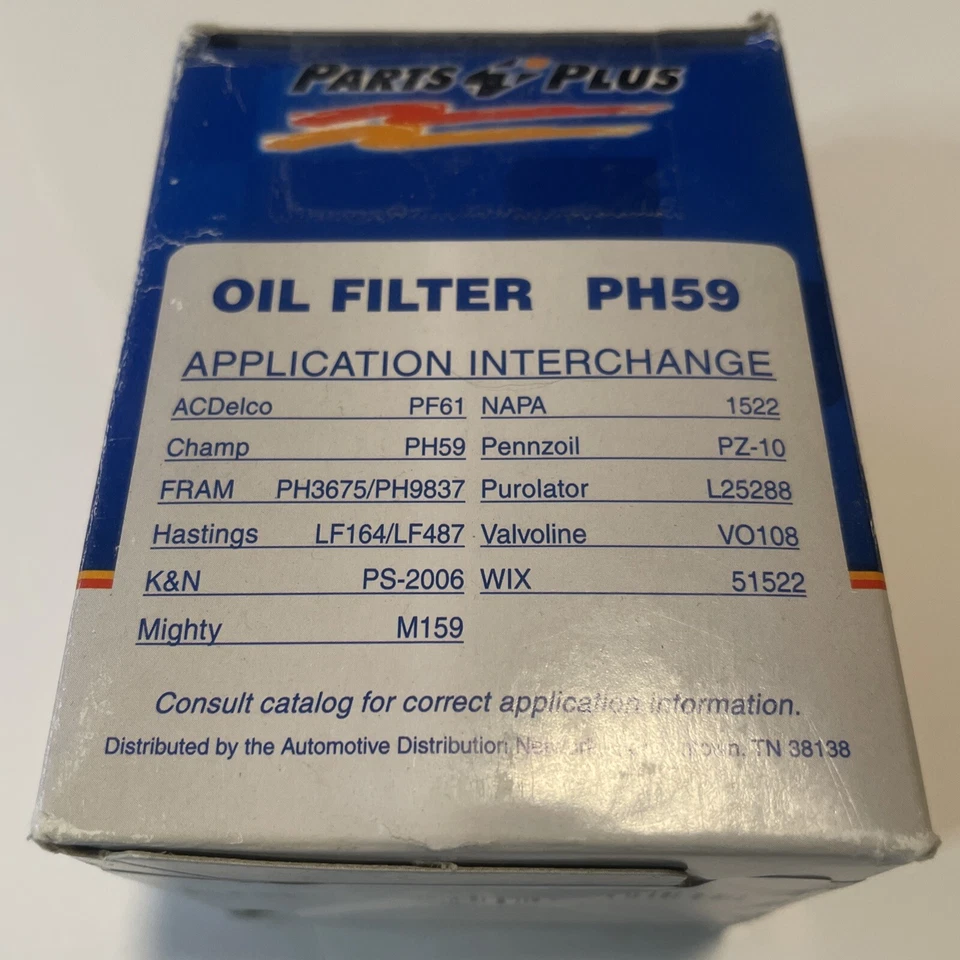 PARTS PLUS
OIL FILTER PH59
APPLICATION INTERCHANGE
ACDelco PF61 NAPA 1522
Champ PH59 Pennzoil PZ-10
FRAM PH3675/PH9837 Purolator L25288
Hastings LF164/LF487 Valvoline VO108
K&N PS-2006 WIX 51522
Mighty M159
Consult catalog for correct application information.
Distributed by the Automotive Distribution TN 38138